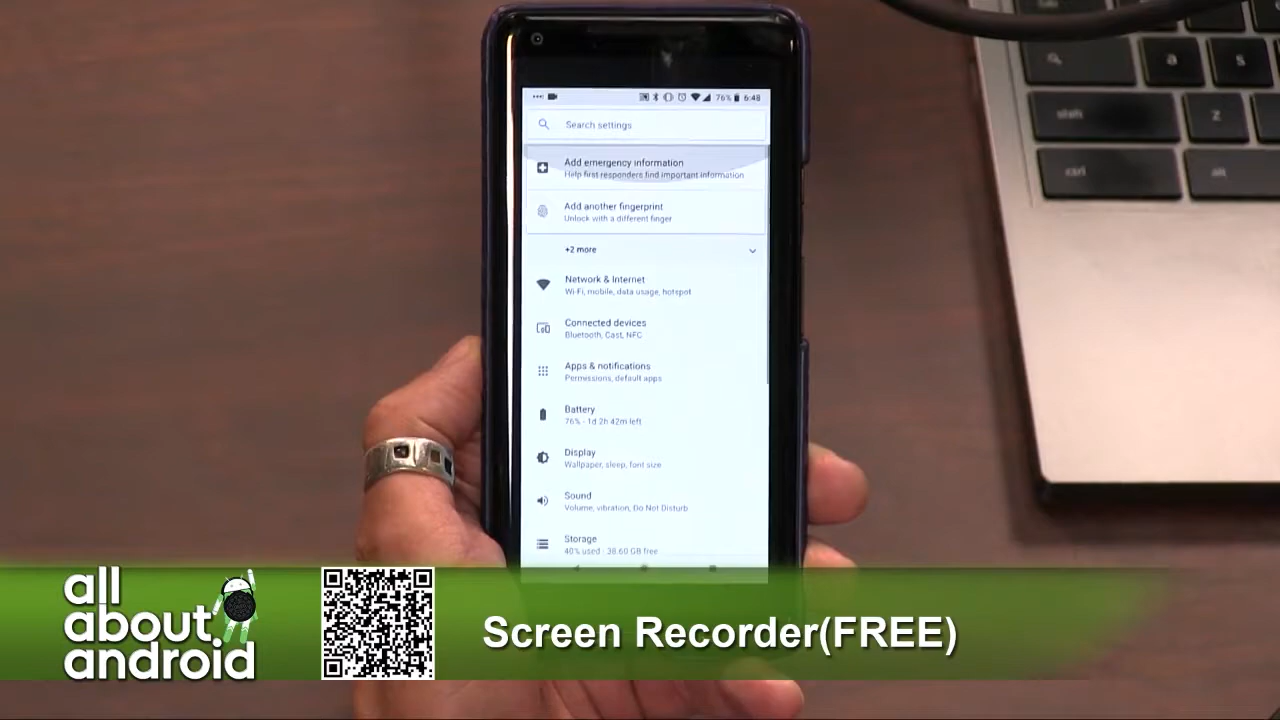 76% 6:48
Search settings
Add emergency information
Help first responders find important information
Add another fingerprint
Unlock with a different finger
+2 more
Network & Internet
Wi-Fi, mobile, data usage, hotspot
Connected devices
Bluetooth, Cast, NFC
Apps & notifications
Permissions, default apps
Battery
76% - 1d 2h 42m left
Display
Wallpaper, sleep, font size
Sound
Volume, vibration, Do Not Disturb
Storage
40% used - 38.60 GB free
a
s
shift
z
ctrl
alt
all
about
android
Screen Recorder(FREE)